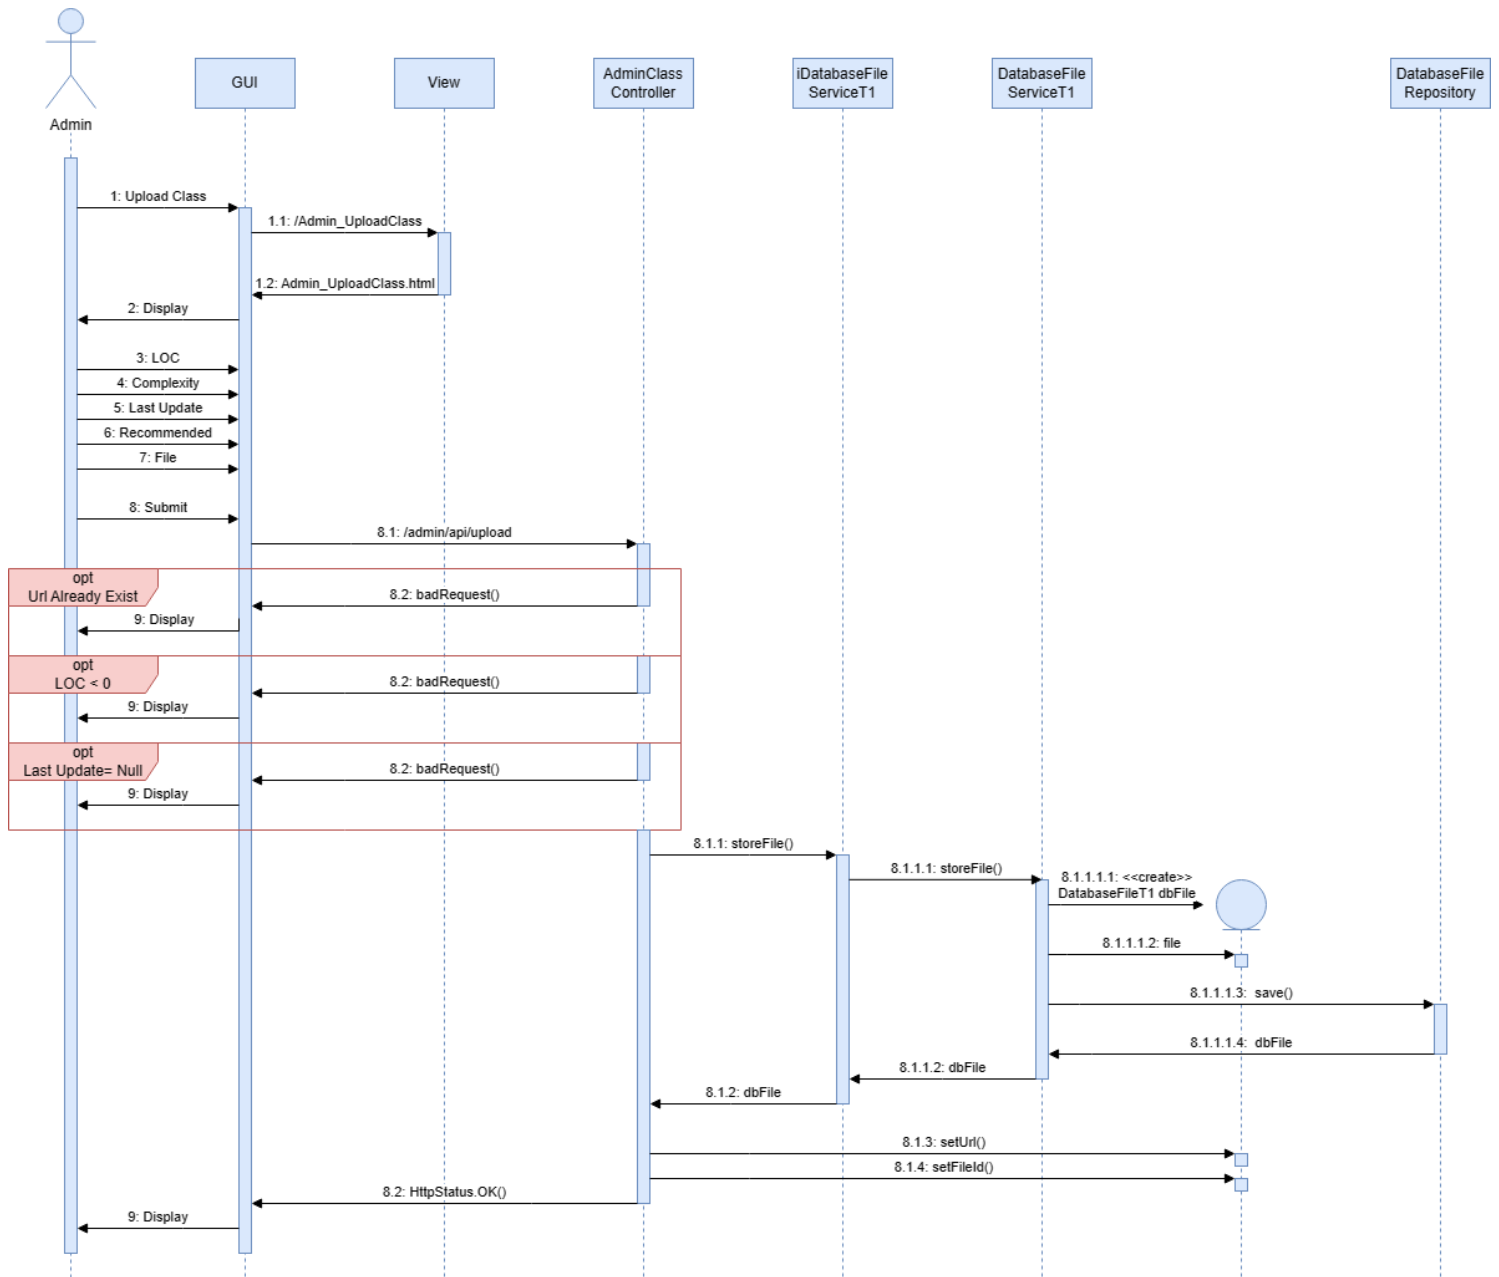 Admin
GUI
View
AdminClass
Controller
iDatabaseFile
ServiceT1
DatabaseFile
ServiceT1
DatabaseFile
Repository
1: Upload Class
1.1: /Admin_UploadClass
1.2: Admin_UploadClass.html
2: Display
3: LOC
4: Complexity
5: Last Update
6: Recommended
7: File
8: Submit
8.1: /admin/api/upload
opt
Url Already Exist
8.2: badRequest()
9: Display
opt
LOC < 0
8.2: badRequest()
9: Display
opt
Last Update= Null
8.2: badRequest()
9: Display
8.1.1: storeFile()
8.1.1.1: storeFile()
8.1.1.1.1: <<create>>
DatabaseFileT1 dbFile
8.1.1.1.2: file
8.1.1.1.3:  save()
8.1.1.1.4:  dbFile
8.1.1.2: dbFile
8.1.2: dbFile
8.1.3: setUrl()
8.1.4: setFileId()
8.2: HttpStatus.OK()
9: Display